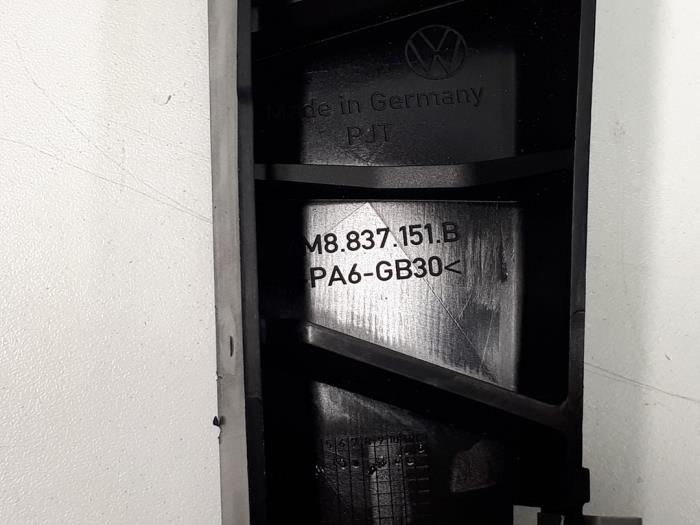 Made in Germany
PJT
M8.837.151.B
PA6-GB30<